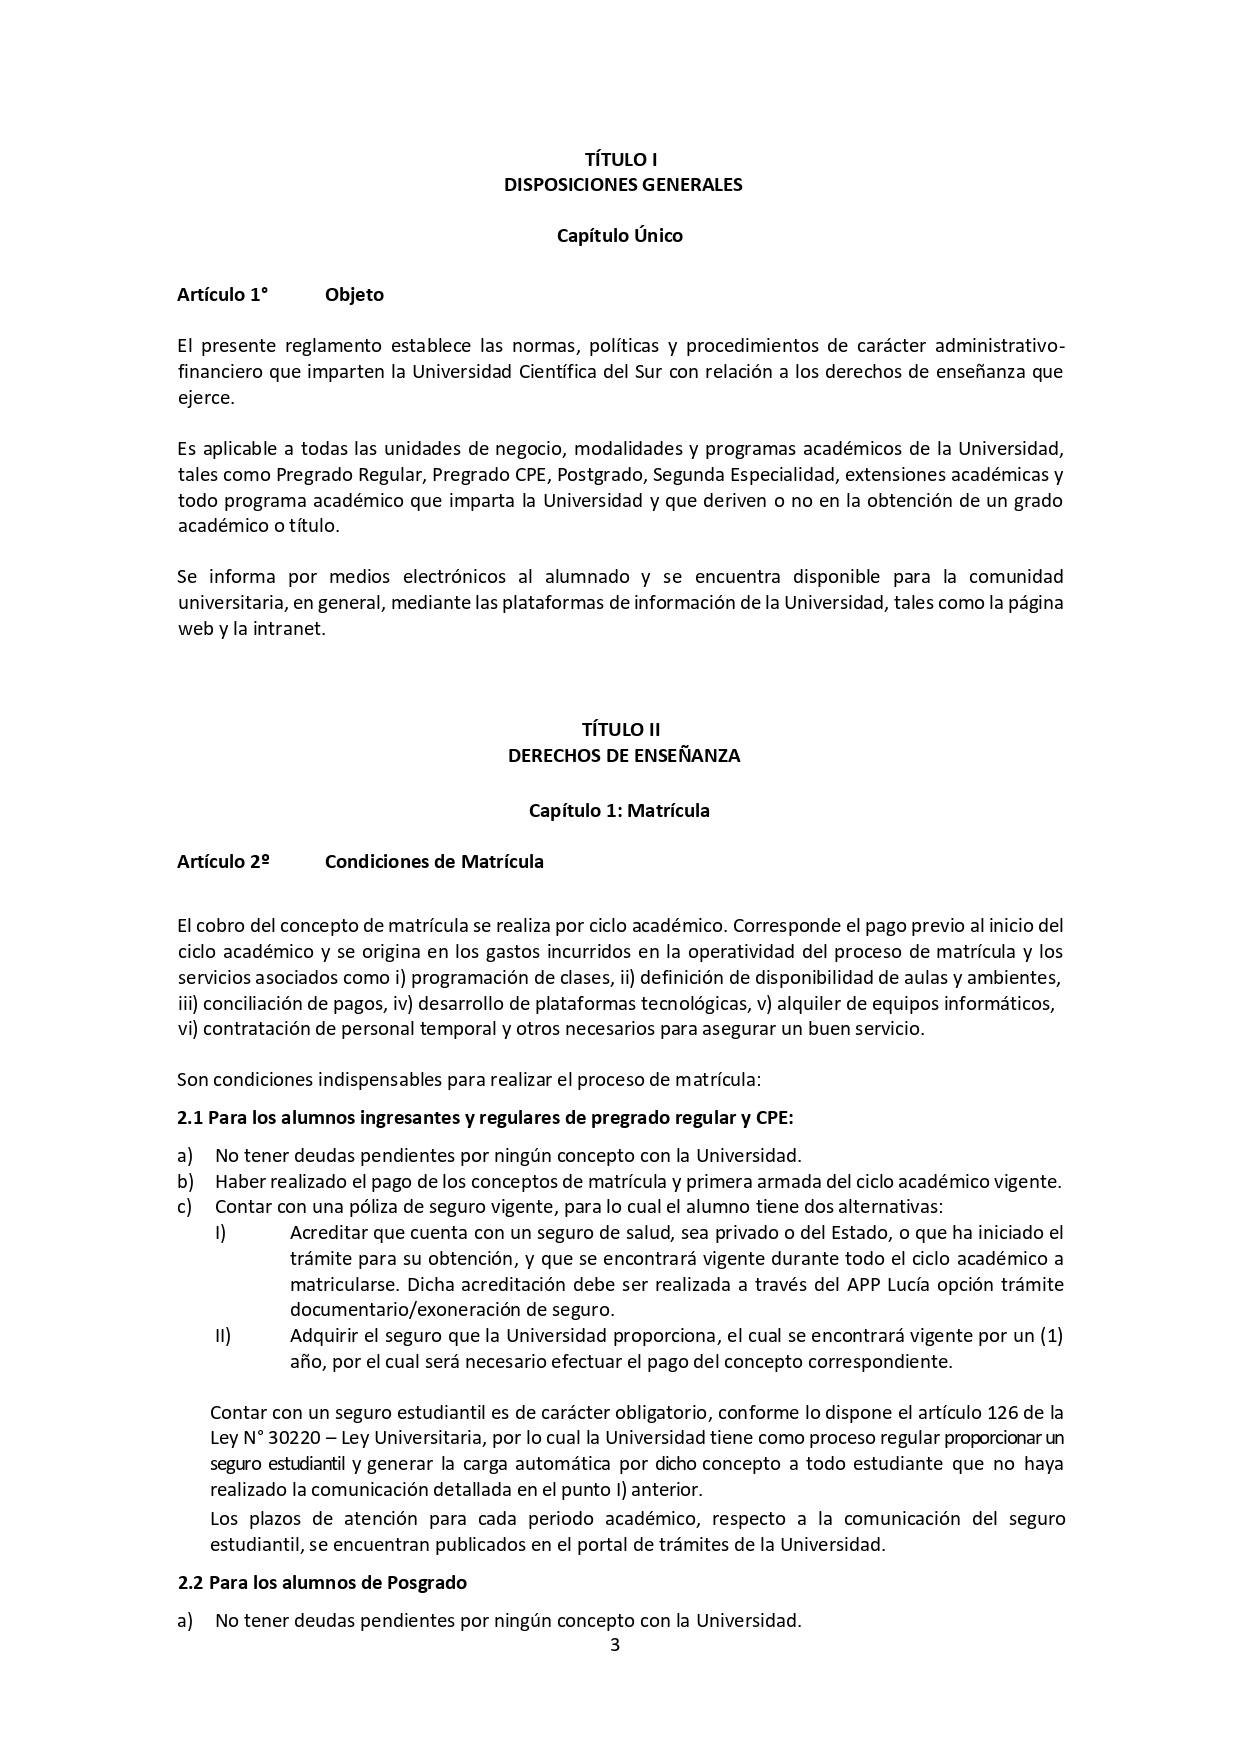 TÍTULO I
DISPOSICIONES GENERALES
Capítulo Único
Artículo 1° Objeto
El presente reglamento establece las normas, políticas y procedimientos de carácter administrativo-
financiero que imparten la Universidad Científica del Sur con relación a los derechos de enseñanza que
ejerce.
Es aplicable a todas las unidades de negocio, modalidades y programas académicos de la Universidad,
tales como Pregrado Regular, Pregrado CPE, Postgrado, Segunda Especialidad, extensiones académicas y
todo programa académico que imparta la Universidad y que deriven o no en la obtención de un grado
académico o título.
Se informa por medios electrónicos al alumnado y se encuentra disponible para la comunidad
universitaria, en general, mediante las plataformas de información de la Universidad, tales como la página
web y la intranet.
TÍTULO II
DERECHOS DE ENSEÑANZA
Capítulo 1: Matrícula
Artículo 2º Condiciones de Matrícula
El cobro del concepto de matrícula se realiza por ciclo académico. Corresponde el pago previo al inicio del
ciclo académico y se origina en los gastos incurridos en la operatividad del proceso de matrícula y los
servicios asociados como i) programación de clases, ii) definición de disponibilidad de aulas y ambientes,
iii) conciliación de pagos, iv) desarrollo de plataformas tecnológicas, v) alquiler de equipos informáticos,
vi) contratación de personal temporal y otros necesarios para asegurar un buen servicio.
Son condiciones indispensables para realizar el proceso de matrícula:
2.1 Para los alumnos ingresantes y regulares de pregrado regular y CPE:
a) No tener deudas pendientes por ningún concepto con la Universidad.
b) Haber realizado el pago de los conceptos de matrícula y primera armada del ciclo académico vigente.
c) Contar con una póliza de seguro vigente, para lo cual el alumno tiene dos alternativas:
I) Acreditar que cuenta con un seguro de salud, sea privado o del Estado, o que ha iniciado el
trámite para su obtención, y que se encontrará vigente durante todo el ciclo académico a
matricularse. Dicha acreditación debe ser realizada a través del APP Lucía opción trámite
documentario/exoneración de seguro.
II) Adquirir el seguro que la Universidad proporciona, el cual se encontrará vigente por un (1)
año, por el cual será necesario efectuar el pago del concepto correspondiente.
Contar con un seguro estudiantil es de carácter obligatorio, conforme lo dispone el artículo 126 de la
Ley N° 30220 – Ley Universitaria, por lo cual la Universidad tiene como proceso regular proporcionar un
seguro estudiantil y generar la carga automática por dicho concepto a todo estudiante que no haya
realizado la comunicación detallada en el punto I) anterior.
Los plazos de atención para cada periodo académico, respecto a la comunicación del seguro
estudiantil, se encuentran publicados en el portal de trámites de la Universidad.
2.2 Para los alumnos de Posgrado
a) No tener deudas pendientes por ningún concepto con la Universidad.
3